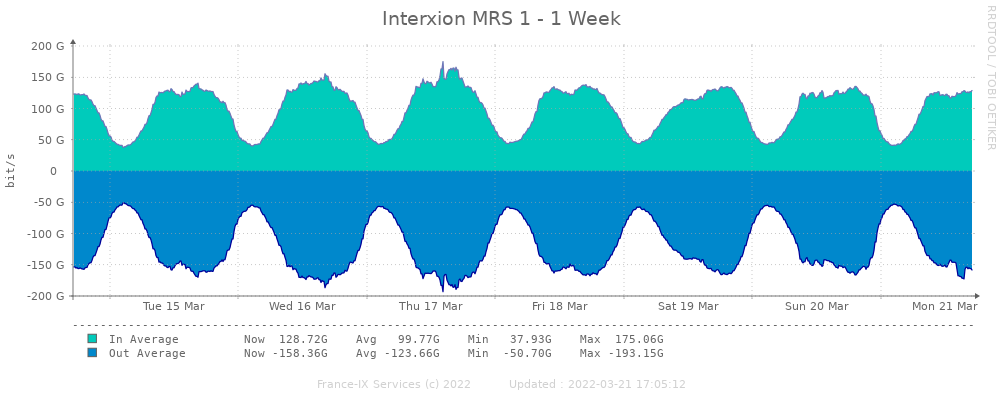 Interxion MRS 1 - 1 Week
RRDTOOL / TOBI OETIKER
bit/s
200 G
150 G
100 G
50 G
0
-50 G
-100 G
-150 G
-200 G
Tue 15 Mar Wed 16 Mar Thu 17 Mar Fri 18 Mar Sat 19 Mar Sun 20 Mar Mon 21 Mar
In Average Now 128.72G Avg 99.77G Min 37.93G Max 175.06G
Out Average Now -158.36G Avg -123.66G Min -50.70G Max -193.15G
France-IX Services (c) 2022 Updated : 2022-03-21 17:05:12